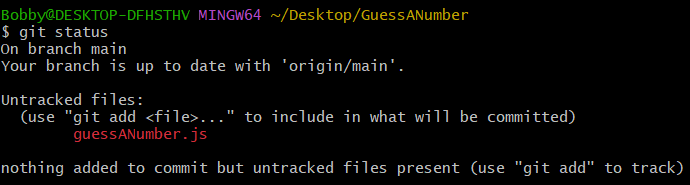 Bobby@DESKTOP-DFHSTHV MINGW64 ~/Desktop/GuessANumber
$ git status
On branch main
Your branch is up to date with 'origin/main'.
Untracked files:
(use "git add <file>..." to include in what will be committed)
guessANumber.js
nothing added to commit but untracked files present (use "git add" to track)